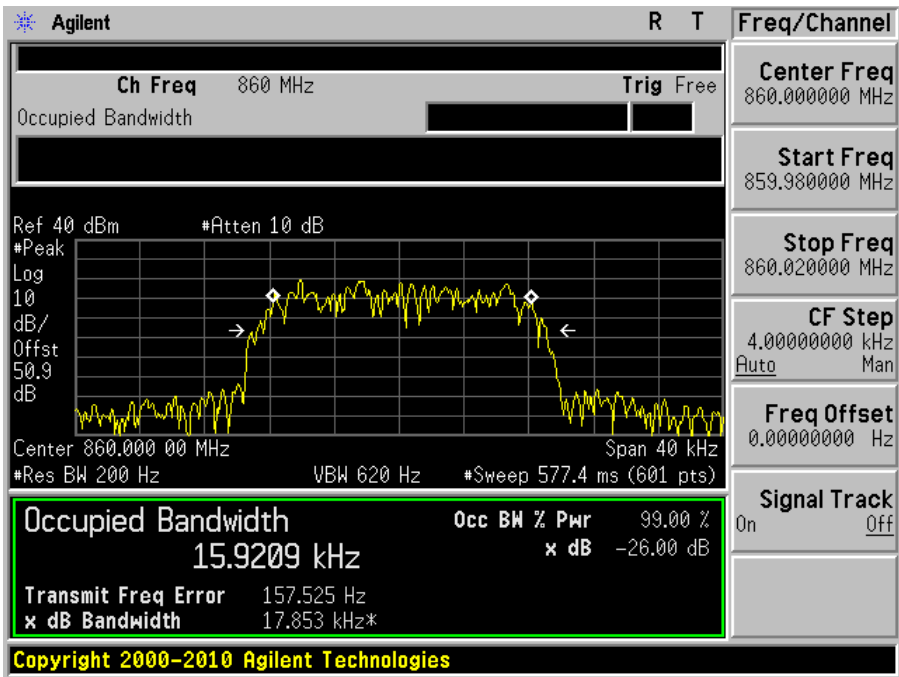 Agilent R T
Ch Freq 860 MHz Trig Free
Occupied Bandwidth
Ref 40 dBm #Atten 10 dB
#Peak
Log
10
dB/
Offst
50.9
dB
Center 860.000 00 MHz Span 40 kHz
#Res BW 200 Hz VBW 620 Hz #Sweep 577.4 ms (601 pts)
Occupied Bandwidth Occ BW % Pwr 99.00 %
15.9209 kHz x dB -26.00 dB
Transmit Freq Error 157.525 Hz
x dB Bandwidth 17.853 kHz*
Copyright 2000-2010 Agilent Technologies
Freq/Channel
Center Freq
860.000000 MHz
Start Freq
859.980000 MHz
Stop Freq
860.020000 MHz
CF Step
4.00000000 kHz
Auto Man
Freq Offset
0.00000000 Hz
Signal Track
On Off